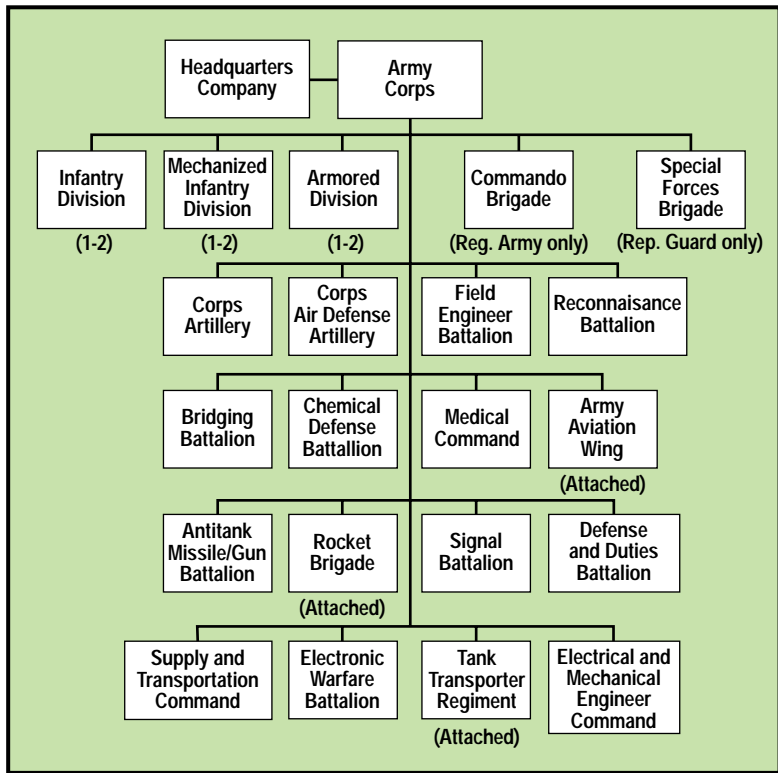 Headquarters
Company
Army
Corps
Infantry
Division
(1-2)
Mechanized
Infantry
Division
(1-2)
Armored
Division
(1-2)
Commando
Brigade
(Reg. Army only)
Special
Forces
Brigade
(Rep. Guard only)
Corps
Artillery
Corps
Air Defense
Artillery
Field
Engineer
Battalion
Reconnaisance
Battalion
Bridging
Battalion
Chemical
Defense
Battallion
Medical
Command
Army
Aviation
Wing
(Attached)
Antitank
Missile/Gun
Battalion
Rocket
Brigade
(Attached)
Signal
Battalion
Defense
and Duties
Battalion
Supply and
Transportation
Command
Electronic
Warfare
Battalion
Tank
Transporter
Regiment
(Attached)
Electrical and
Mechanical
Engineer
Command